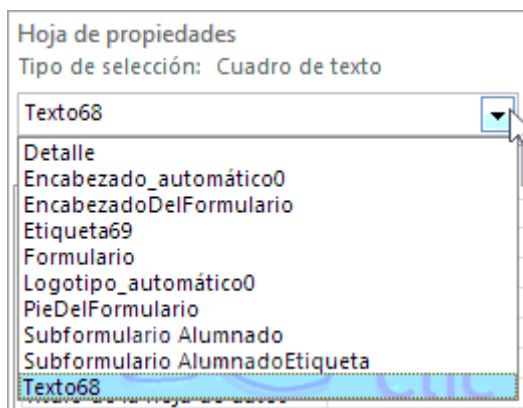 Hoja de propiedades
Tipo de selección: Cuadro de texto
Texto68
Detalle
Encabezado_automático0
EncabezadoDelFormulario
Etiqueta69
Formulario
Logotipo_automático0
PieDelFormulario
Subformulario Alumnado
Subformulario AlumnadoEtiqueta
Texto68